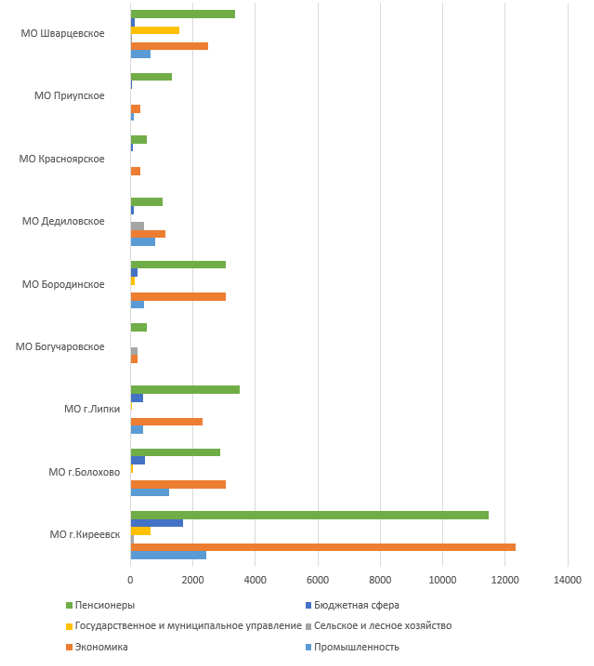 МО Шварцевское
МО Приупское
МО Красноярское
МО Дедиловское
МО Бородинское
МО Богучаровское
МО г.Липки
МО г.Болохово
МО г.Киреевск
0 2000 4000 6000 8000 10000 12000 14000
Пенсионеры Бюджетная сфера
Государственное и муниципальное управление Сельское и лесное хозяйство
Экономика Промышленность